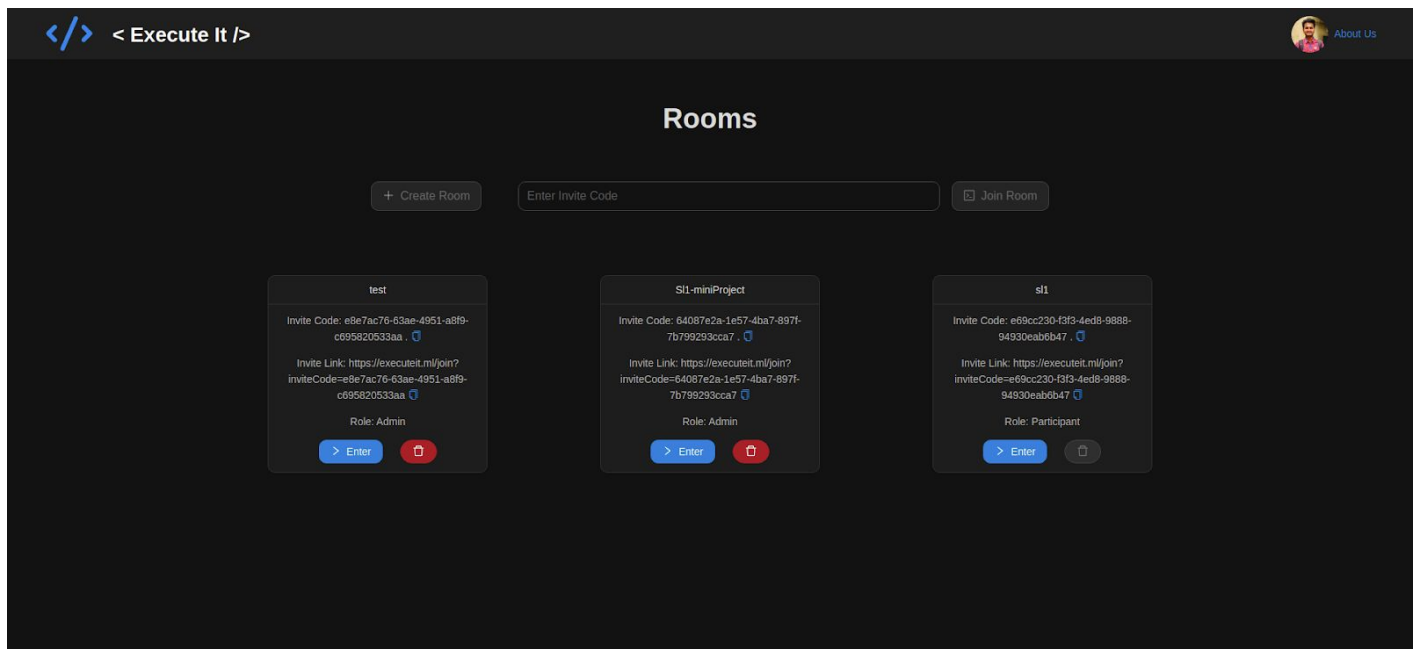 </> < Execute It />
About Us
Rooms
+ Create Room
Enter Invite Code
Join Room
test
Invite Code: e8e7ac76-63ae-4951-a8f9-
c695820533aa .
Invite Link: https://executeit.ml/join?
inviteCode=e8e7ac76-63ae-4951-a8f9-
c695820533aa
Role: Admin
> Enter
Sl1-miniProject
Invite Code: 64087e2a-1e57-4ba7-897f-
7b799293cca7 .
Invite Link: https://executeit.ml/join?
inviteCode=64087e2a-1e57-4ba7-897f-
7b799293cca7
Role: Admin
> Enter
sl1
Invite Code: e69cc230-f3f3-4ed8-9888-
94930eab6b47 .
Invite Link: https://executeit.ml/join?
inviteCode=e69cc230-f3f3-4ed8-9888-
94930eab6b47
Role: Participant
> Enter